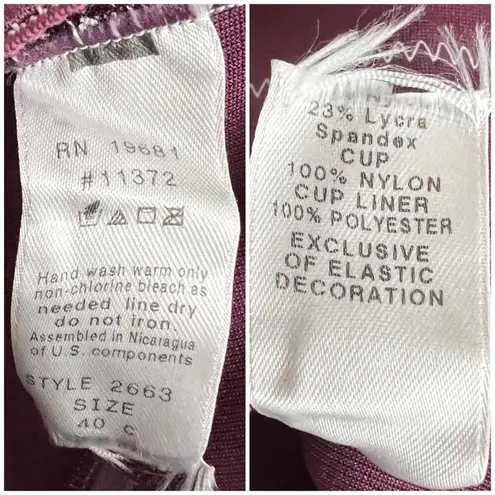 RN 19681
#11372
Hand wash warm only
non-chlorine bleach as
needed line dry
do not iron.
Assembled in Nicaragua
of U.S. components
STYLE 2663
SIZE
40 C
23% Lycra
Spandex
CUP
100% NYLON
CUP LINER
100% POLYESTER
EXCLUSIVE
OF ELASTIC
DECORATION